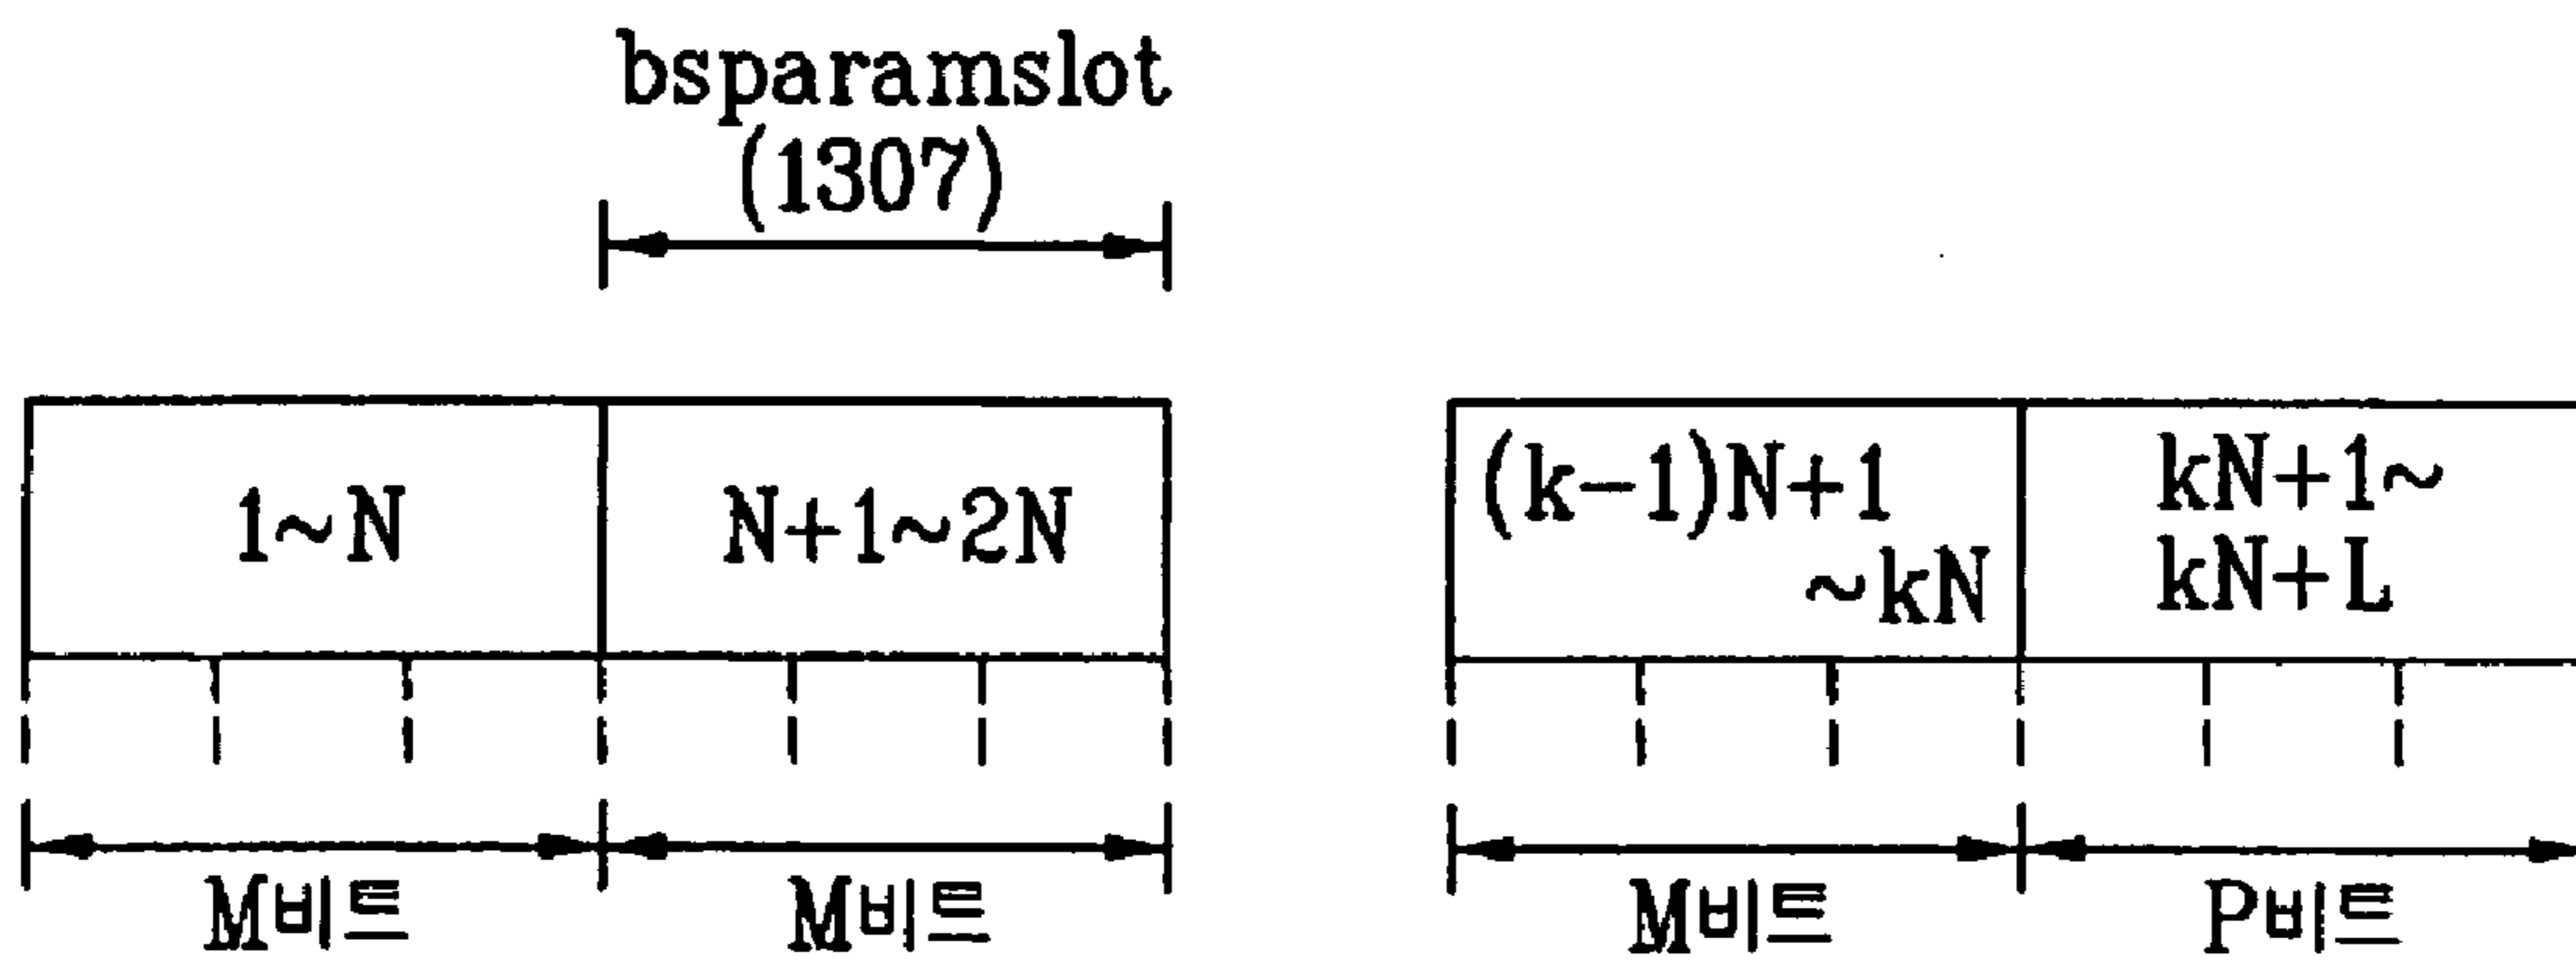 bsparamslot
(1307)
1~N
N+1~2N
(k-1)N+1
~kN
kN+1~
kN+L
M비트
M비트
M비트
P비트